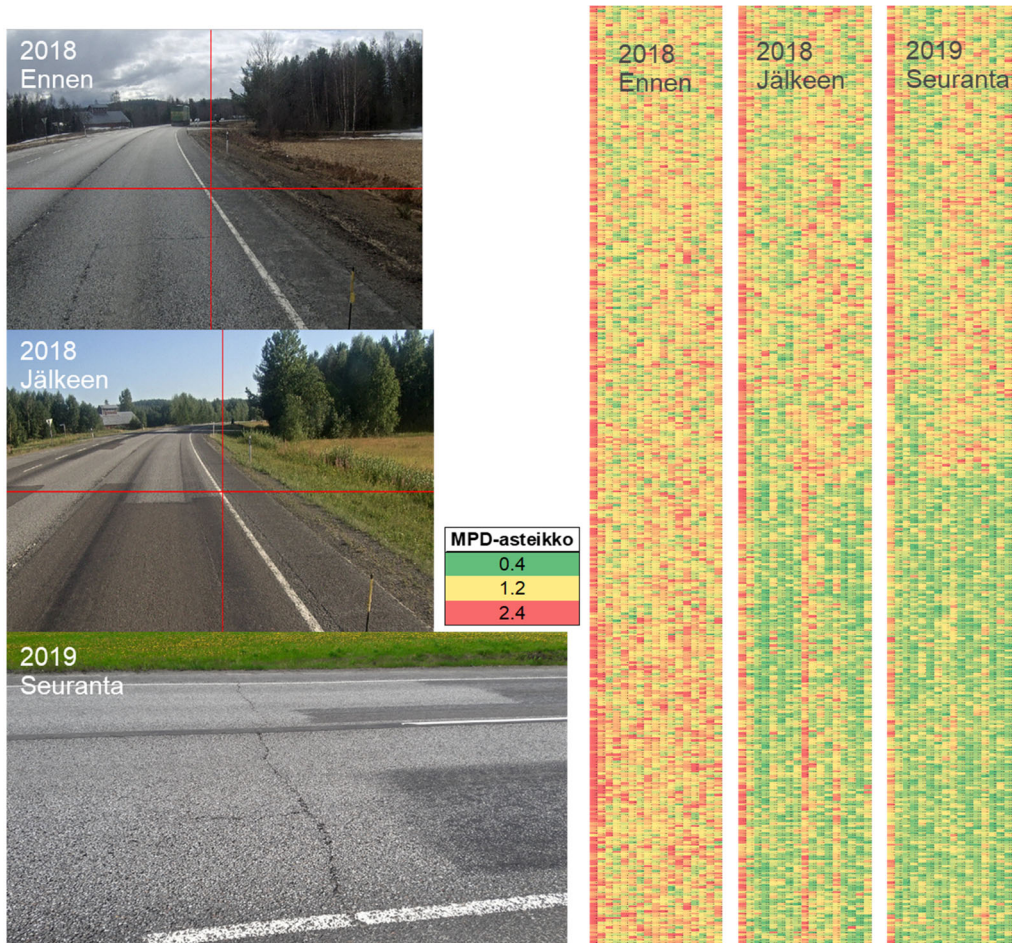 2018
Ennen
2018
Jälkeen
2019
Seuranta
MPD-asteikko
0.4
1.2
2.4
2018
Ennen
2018
Jälkeen
2019
Seuranta